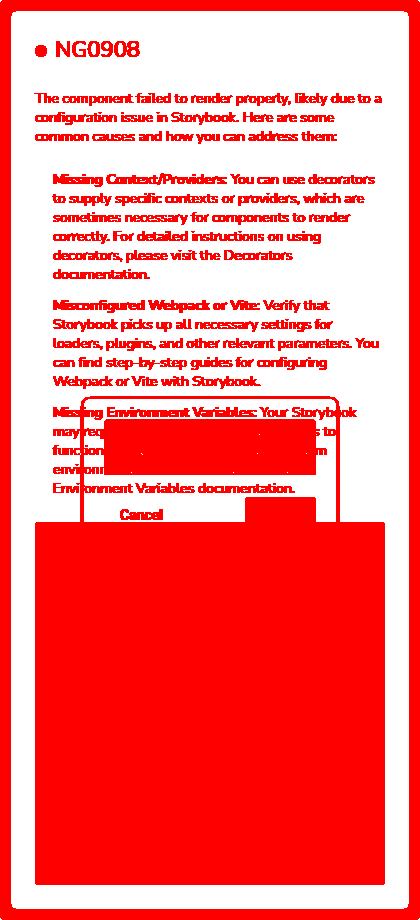 NG0908
The component failed to render properly, likely due to a
configuration issue in Storybook. Here are some
common causes and how you can address them:
Missing Context/Providers: You can use decorators
to supply specific contexts or providers, which are
sometimes necessary for components to render
correctly. For detailed instructions on using
decorators, please visit the Decorators
documentation.
Misconfigured Webpack or Vite: Verify that
Storybook picks up all necessary settings for
loaders, plugins, and other relevant parameters. You
can find step-by-step guides for configuring
Webpack or Vite with Storybook.
Missing Environment Variables: Your Storybook
may to
Environment Variables documentation.
Cancel